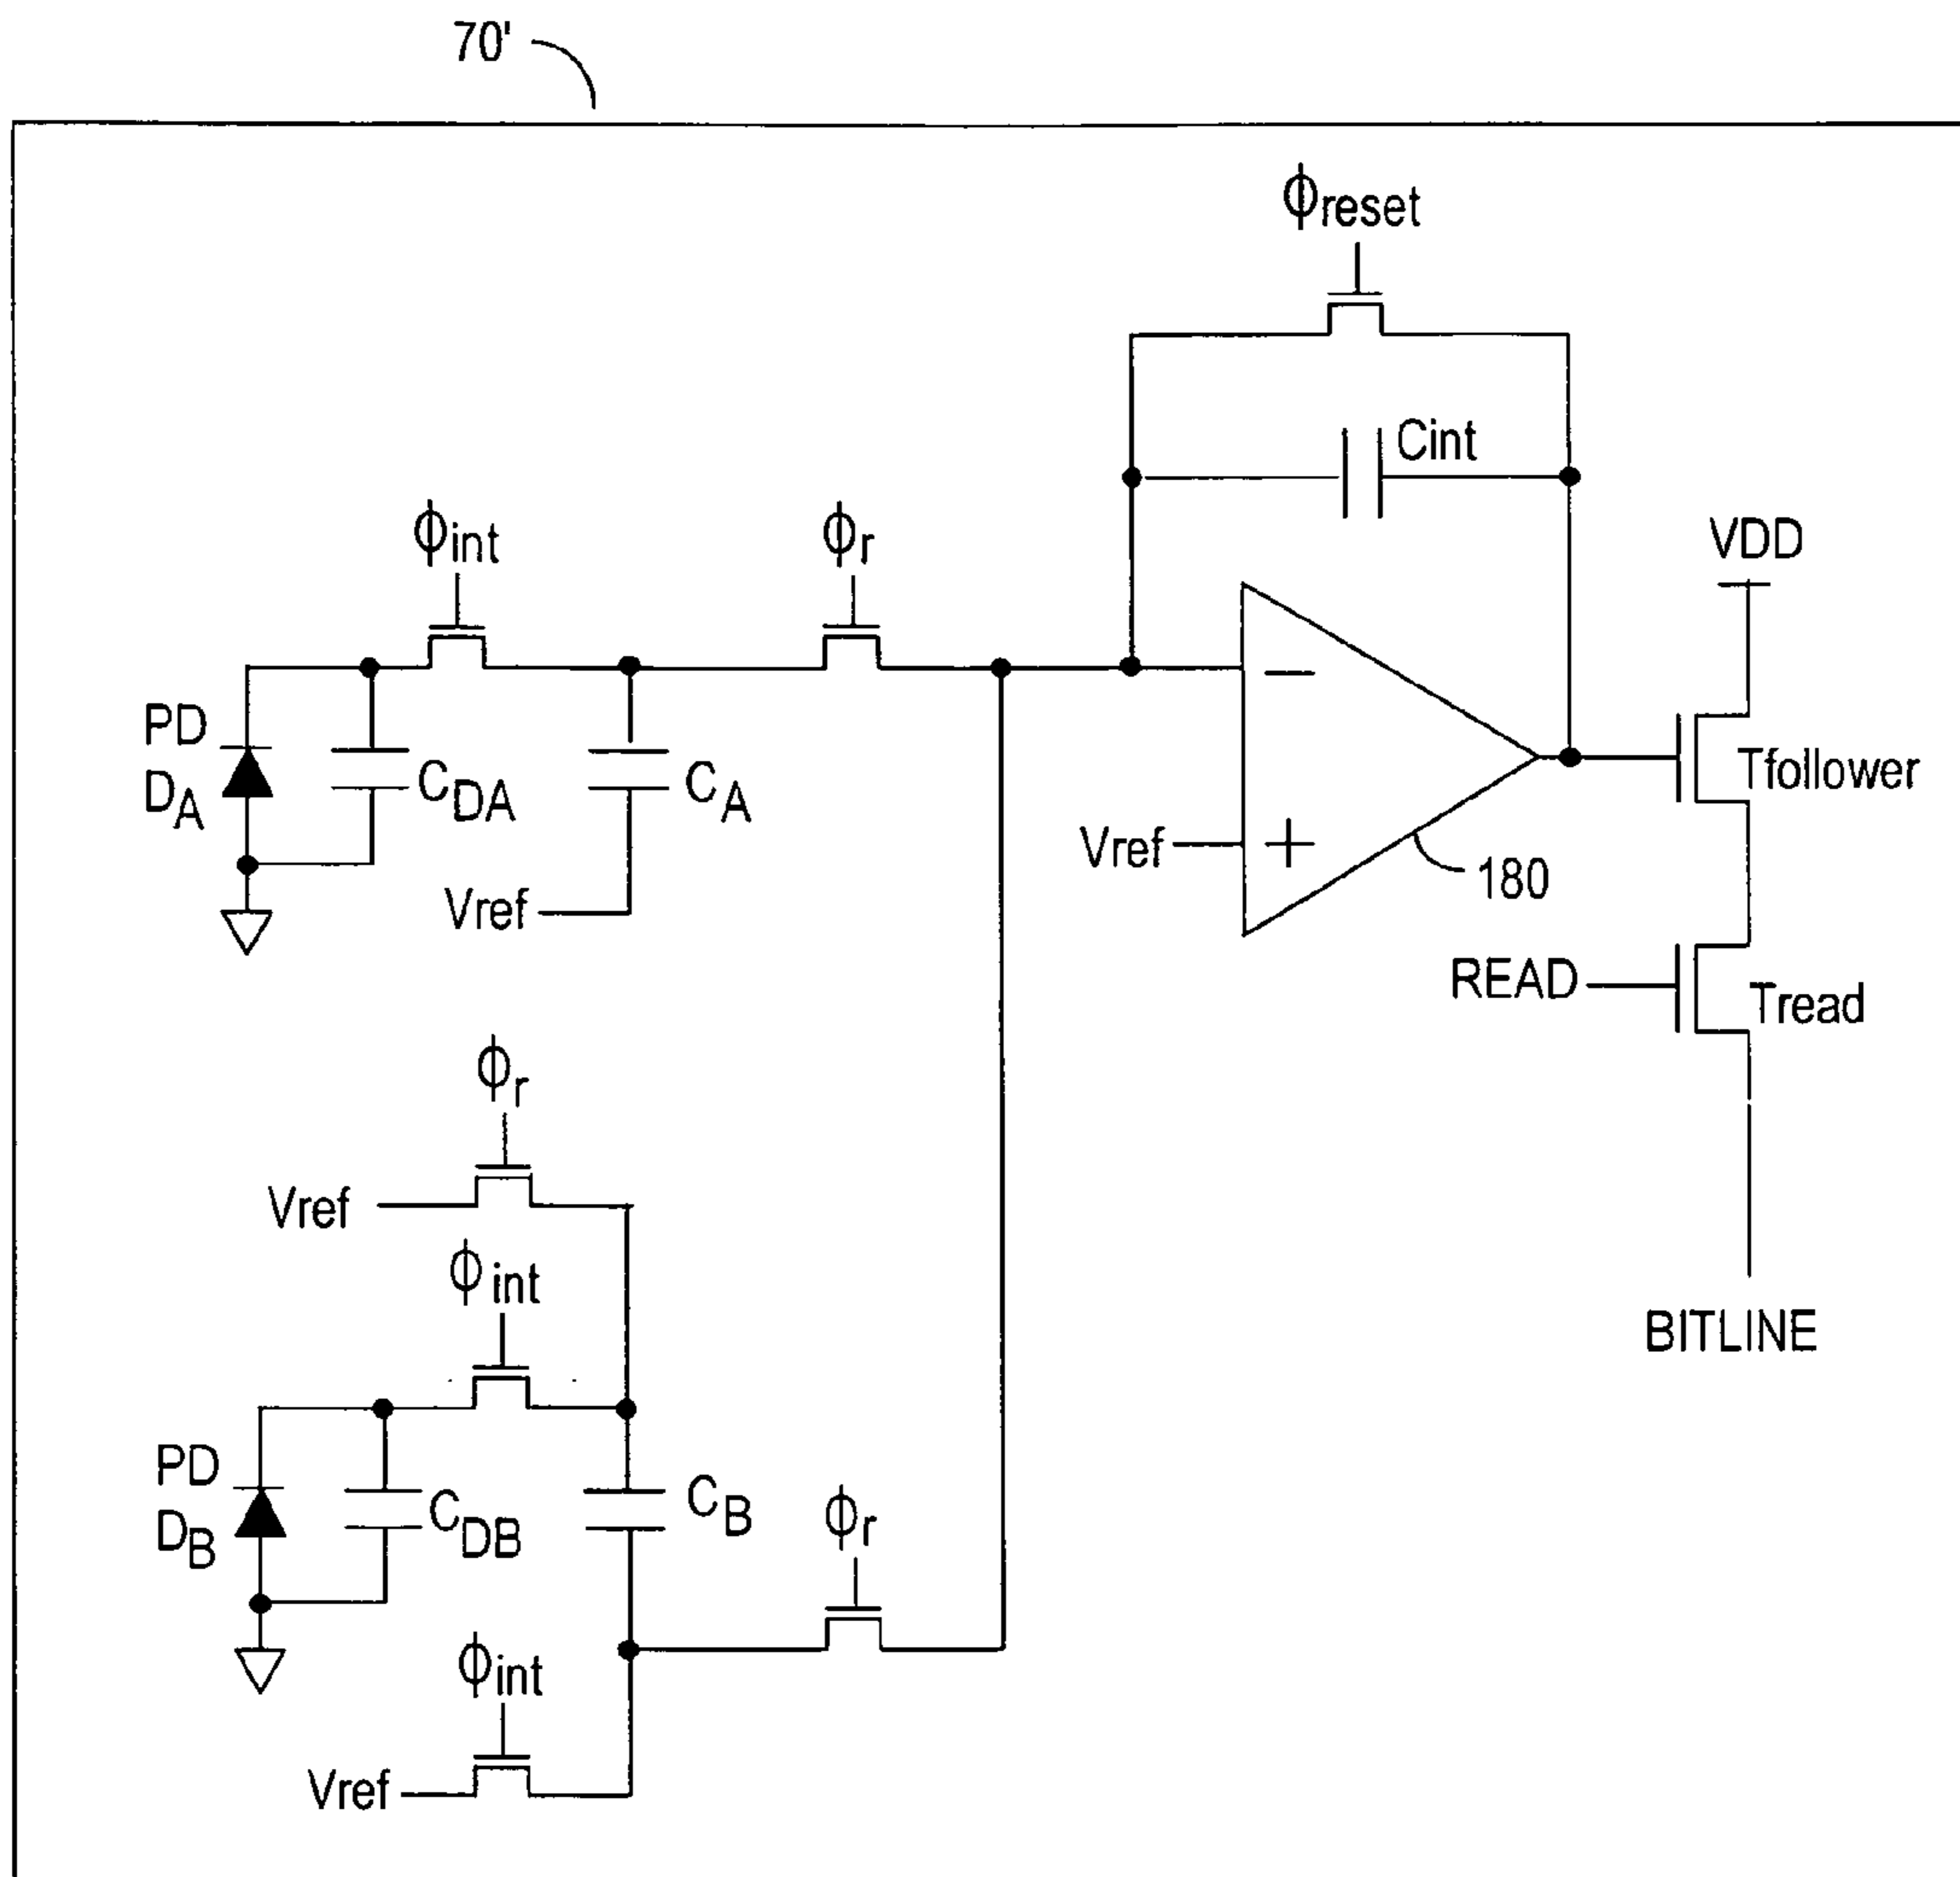 70'
ϕreset
Cint
ϕint
ϕr
VDD
PD
DA
CDA
CA
Tfollower
Vref
Vref
180
READ
Tread
ϕr
Vref
ϕint
BITLINE
PD
DB
CDB
CB
ϕr
ϕint
Vref